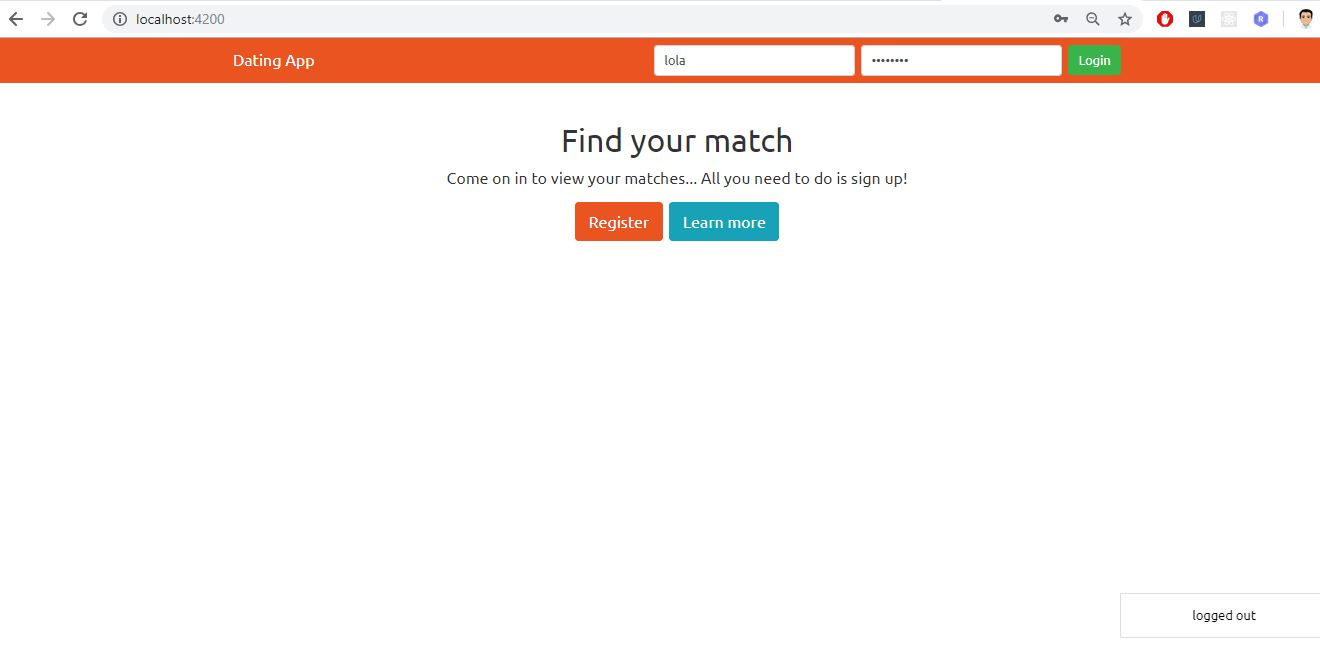 localhost:4200
Dating App
lola
••••••••
Login
Find your match
Come on in to view your matches... All you need to do is sign up!
Register
Learn more
logged out